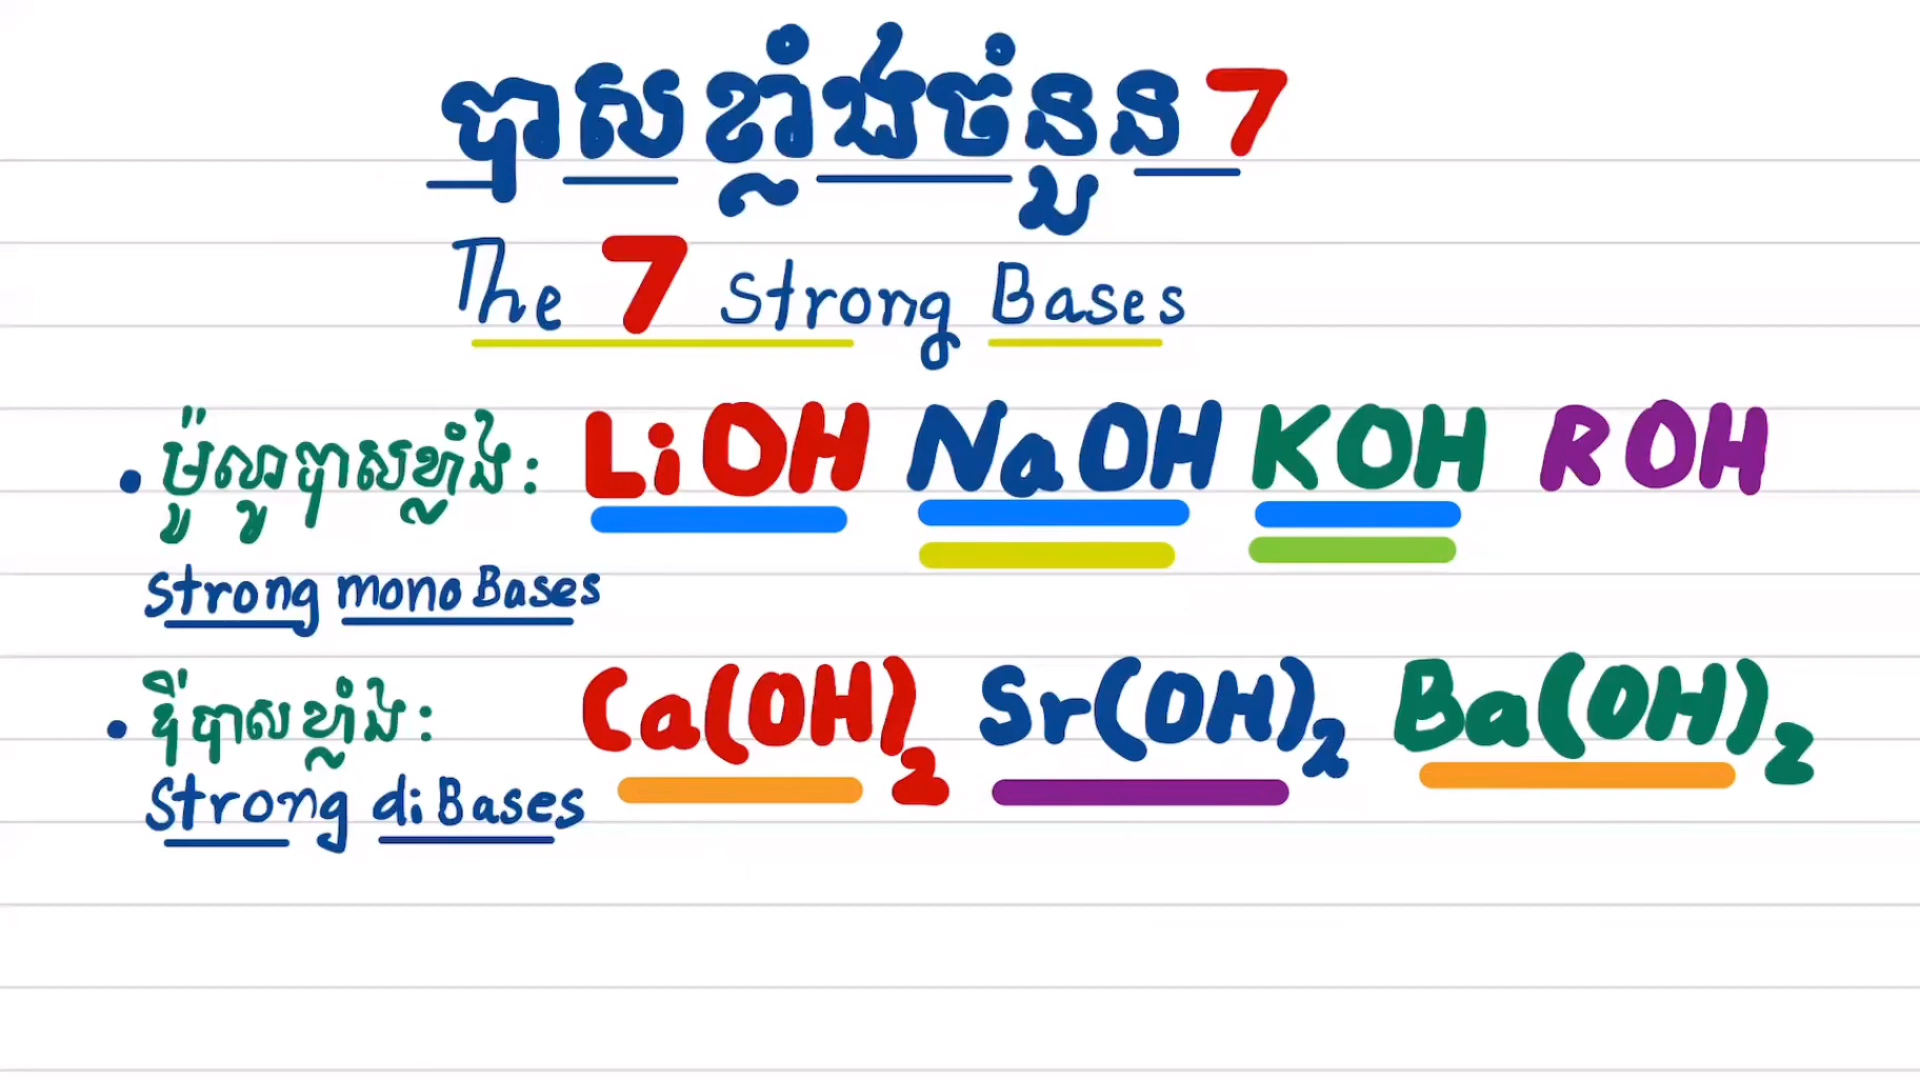 បាសខ្លាំងចំនួន 7
The 7 Strong Bases
• ម៉ូណូបាសខ្លាំង: LiOH NaOH KOH ROH
Strong mono Bases
• ឌីបាសខ្លាំង: Ca(OH)₂ Sr(OH)₂ Ba(OH)₂
Strong di Bases